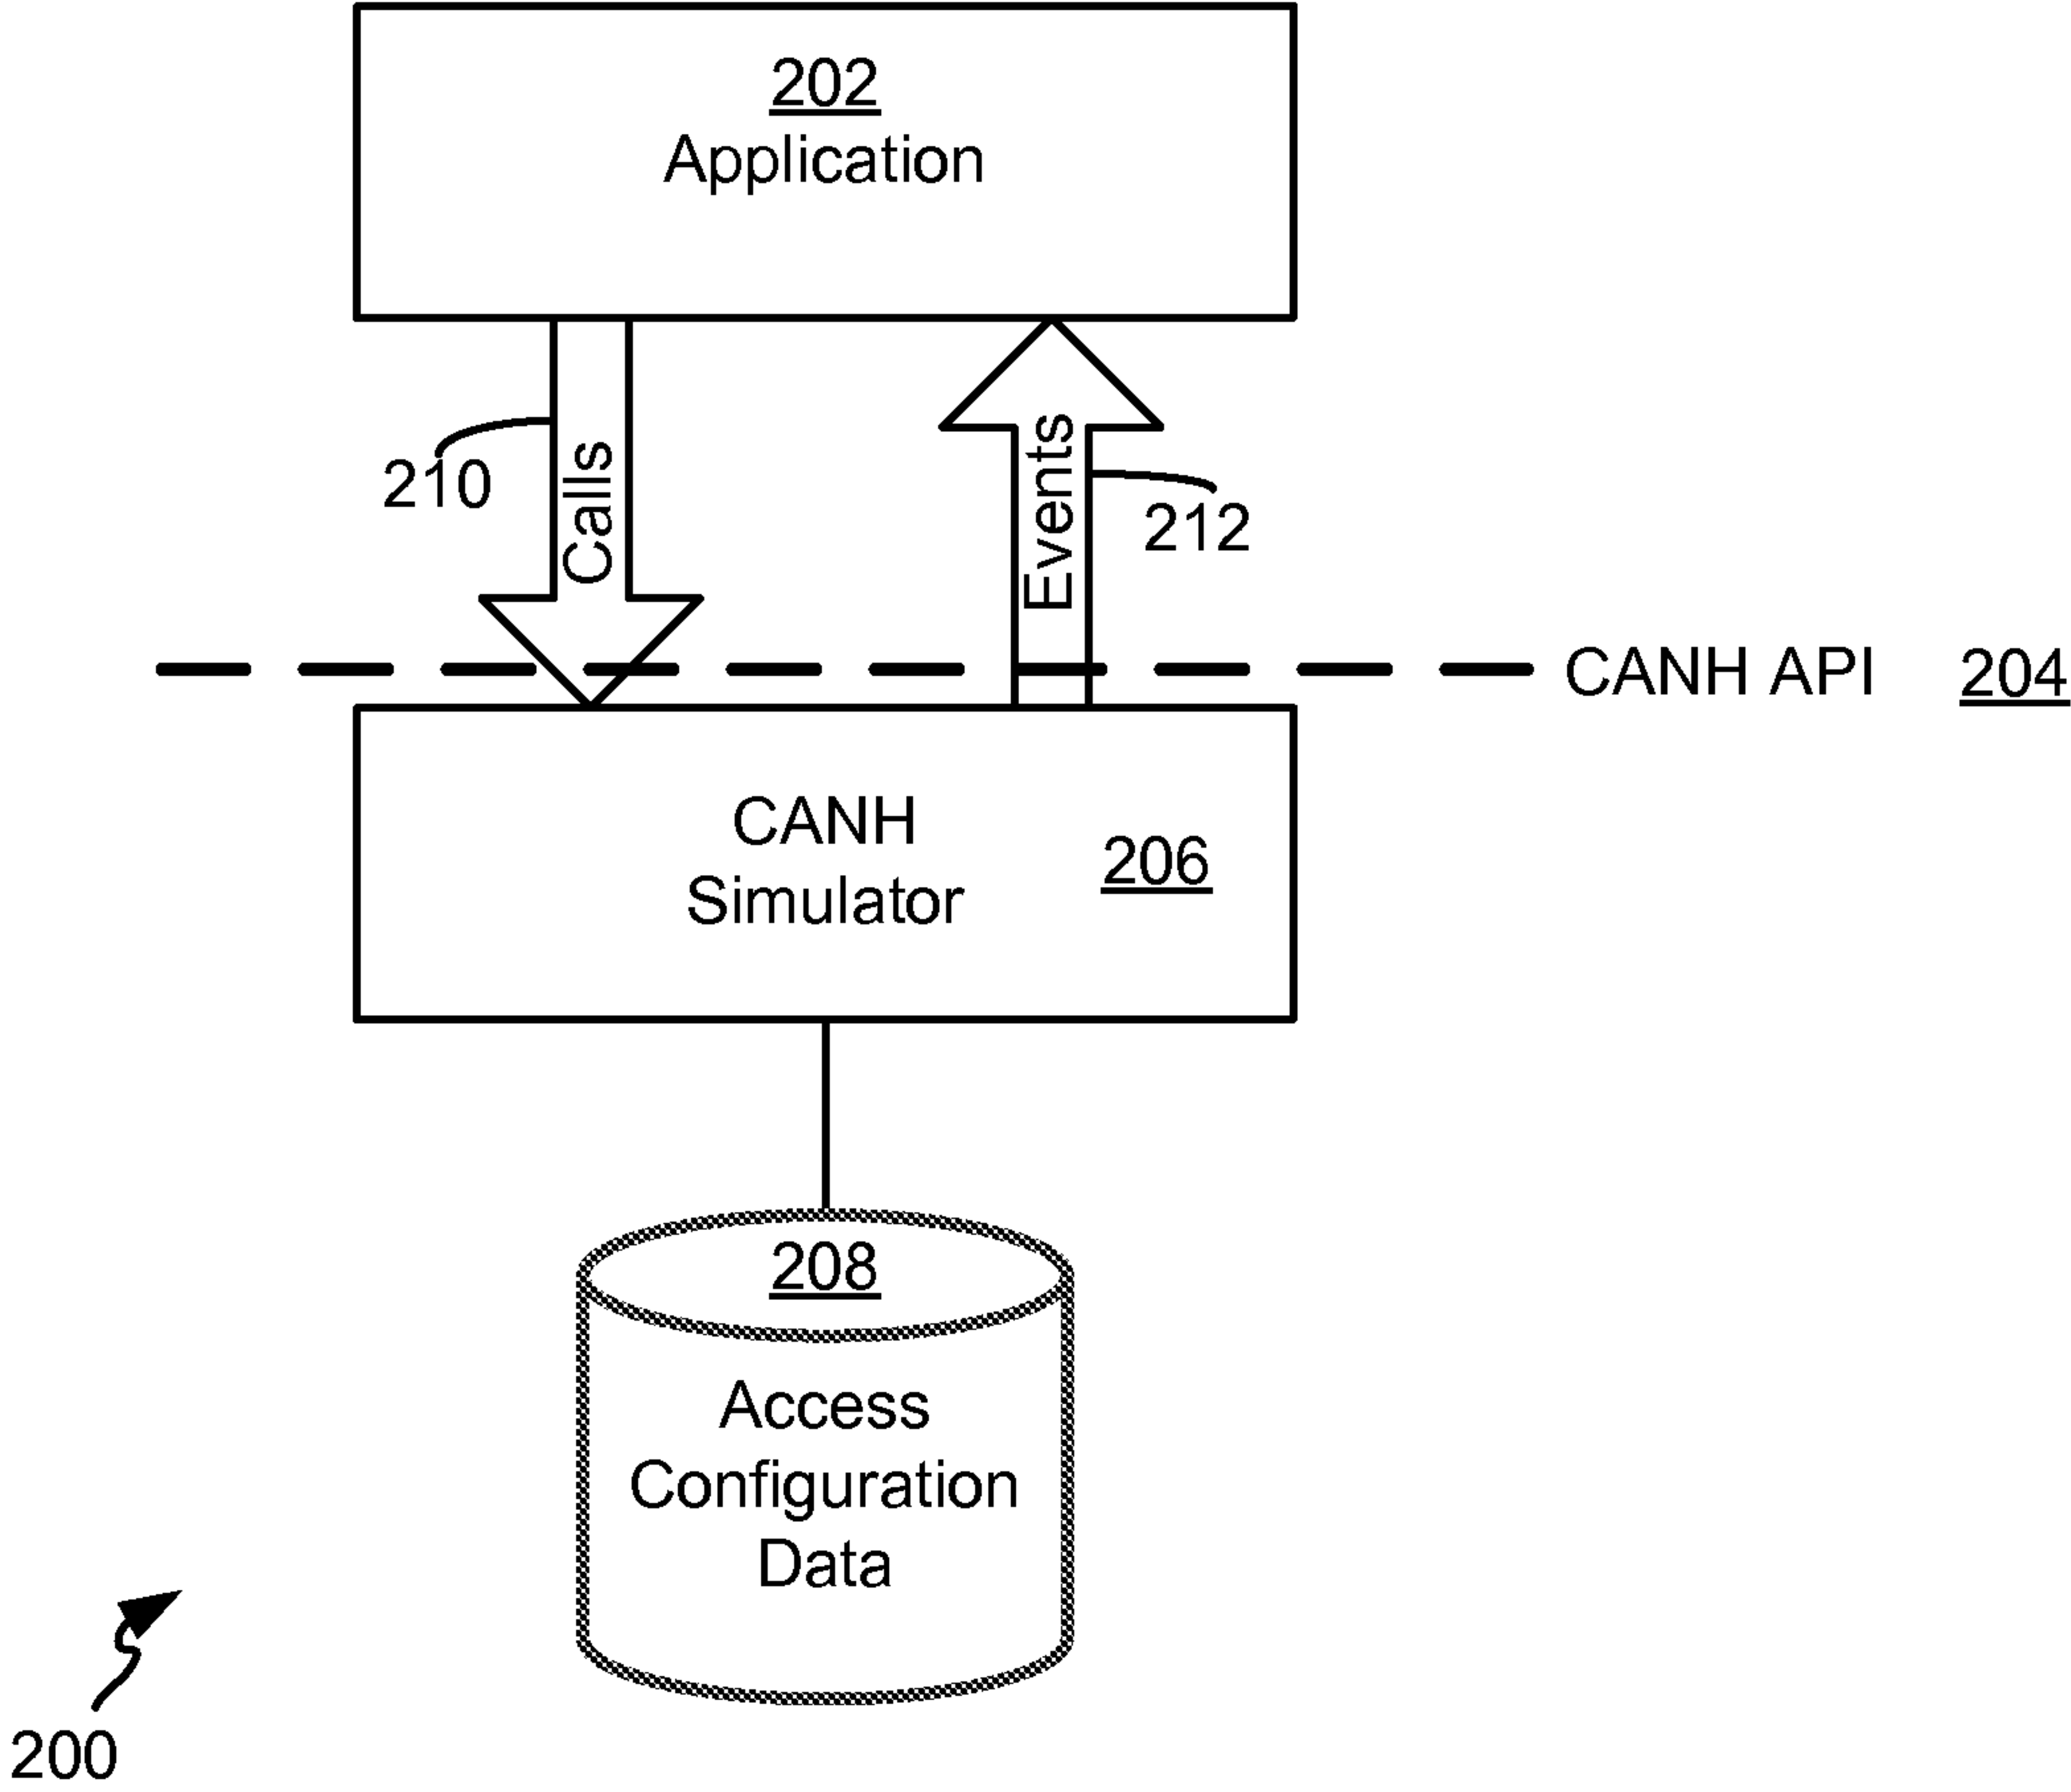 202
Application
210
Calls
Events
212
CANH API 204
CANH
Simulator
206
208
Access
Configuration
Data
200